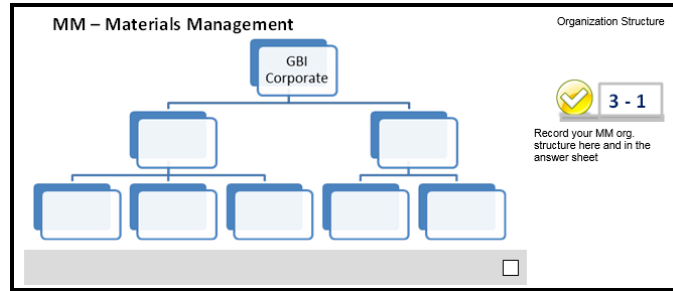 MM – Materials Management
Organization Structure
GBI
Corporate
3 - 1
Record your MM org.
structure here and in the
answer sheet